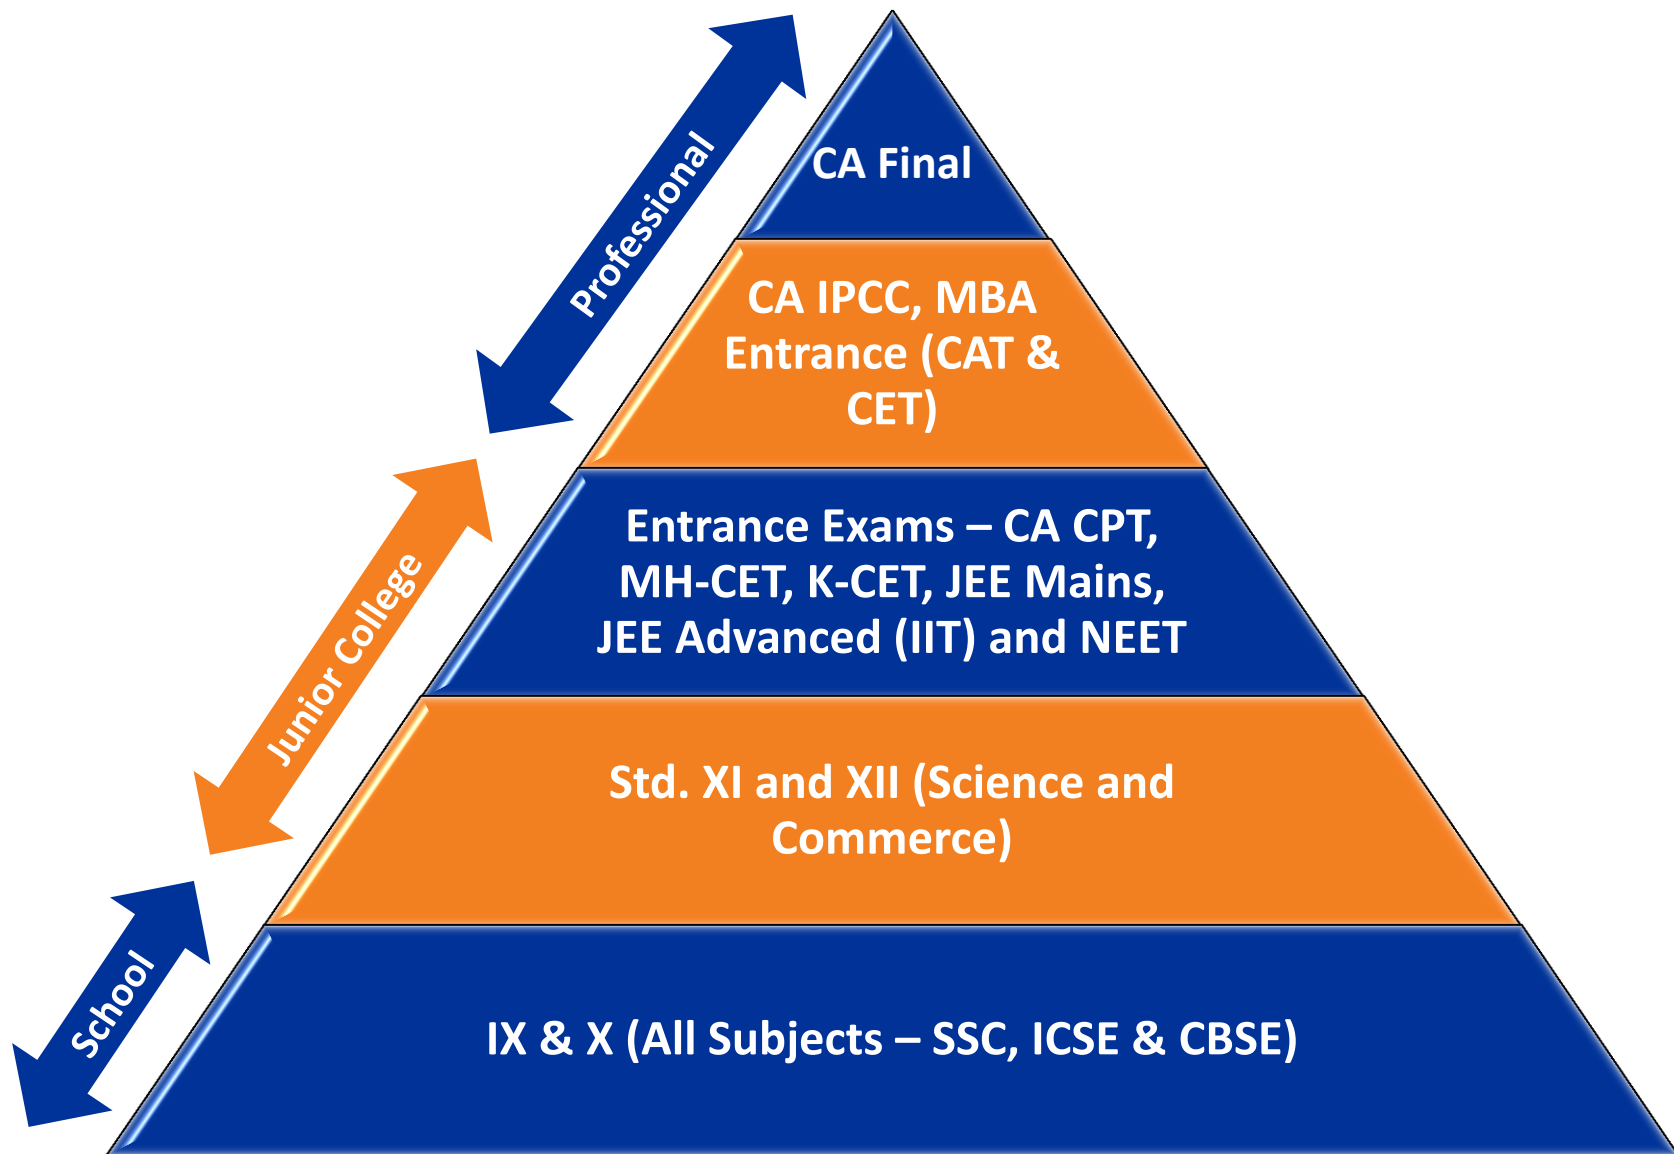 Professional
CA Final
CA IPCC, MBA
Entrance (CAT &
CET)
Junior College
Entrance Exams – CA CPT,
MH-CET, K-CET, JEE Mains,
JEE Advanced (IIT) and NEET
Std. XI and XII (Science and
Commerce)
School
IX & X (All Subjects – SSC, ICSE & CBSE)